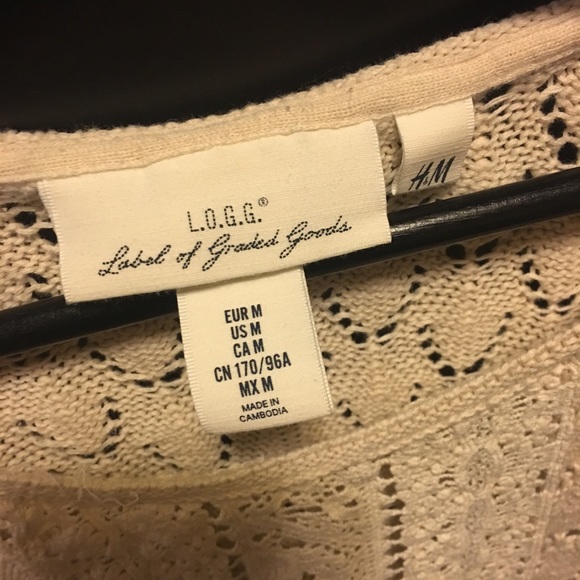 L.O.G.G.®
Label of Graded Goods
H&M
EUR M
US M
CA M
CN 170/96A
MX M
MADE IN
CAMBODIA